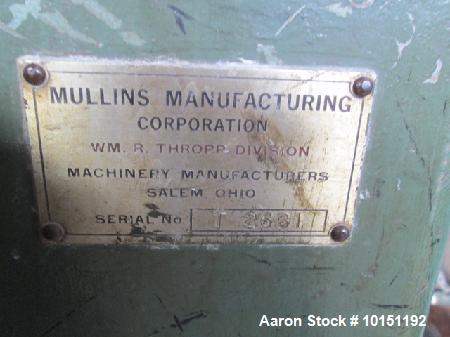 MULLINS MANUFACTURING
CORPORATION
WM. R. THROPP DIVISION
MACHINERY MANUFACTURERS
SALEM, OHIO
SERIAL No
Aaron Stock # 10151192